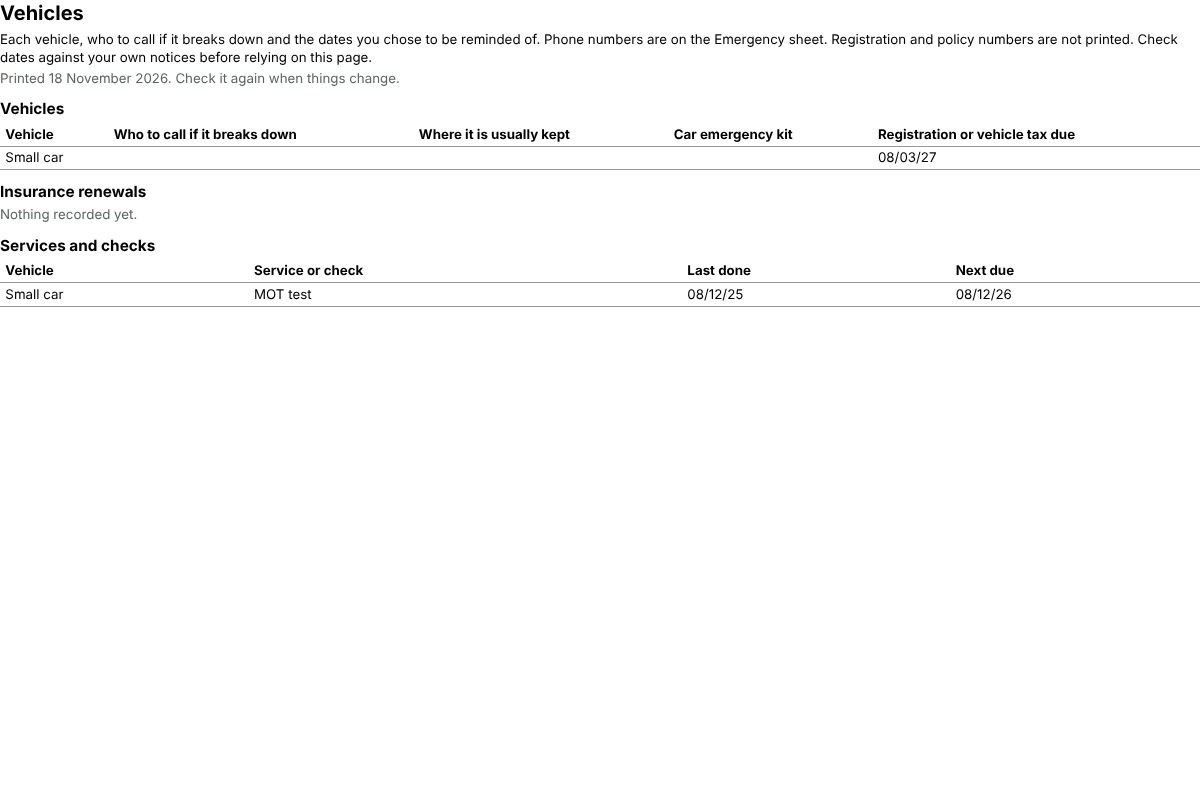 Vehicles
Each vehicle, who to call if it breaks down and the dates you chose to be reminded of. Phone numbers are on the Emergency sheet. Registration and policy numbers are not printed. Check
dates against your own notices before relying on this page.
Printed 18 November 2026. Check it again when things change.
Vehicles
Vehicle Who to call if it breaks down Where it is usually kept Car emergency kit Registration or vehicle tax due
Small car 08/03/27
Insurance renewals
Nothing recorded yet.
Services and checks
Vehicle Service or check Last done Next due
Small car MOT test 08/12/25 08/12/26